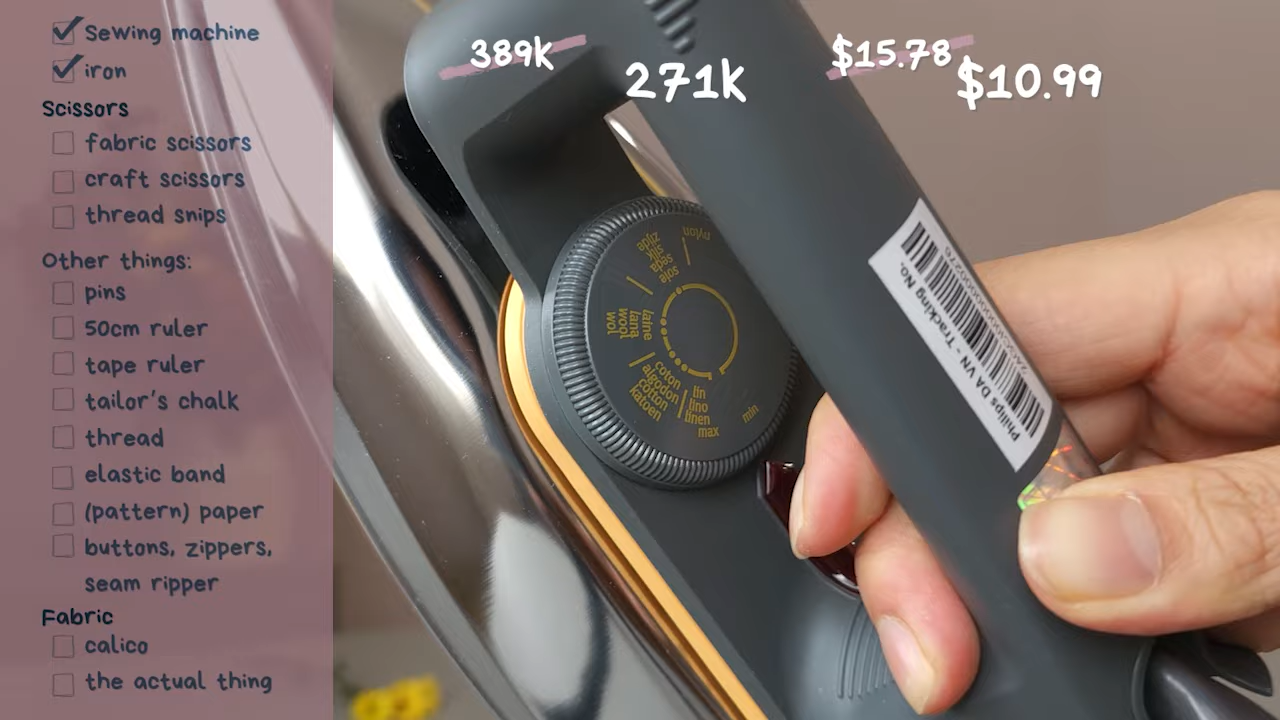 Sewing machine
iron
Scissors
fabric scissors
craft scissors
thread snips
Other things:
pins
50cm ruler
tape ruler
tailor's chalk
thread
elastic band
(pattern) paper
buttons, zippers,
seam ripper
Fabric
calico
the actual thing
389k
271k
$15.78
$10.99
nylon
sole
seda
silk
zijde
laine
lana
wool
wol
coton
algodon
cotton
katoen
lin
lino
linen
max
min
Philips DA VN - Tracking No.